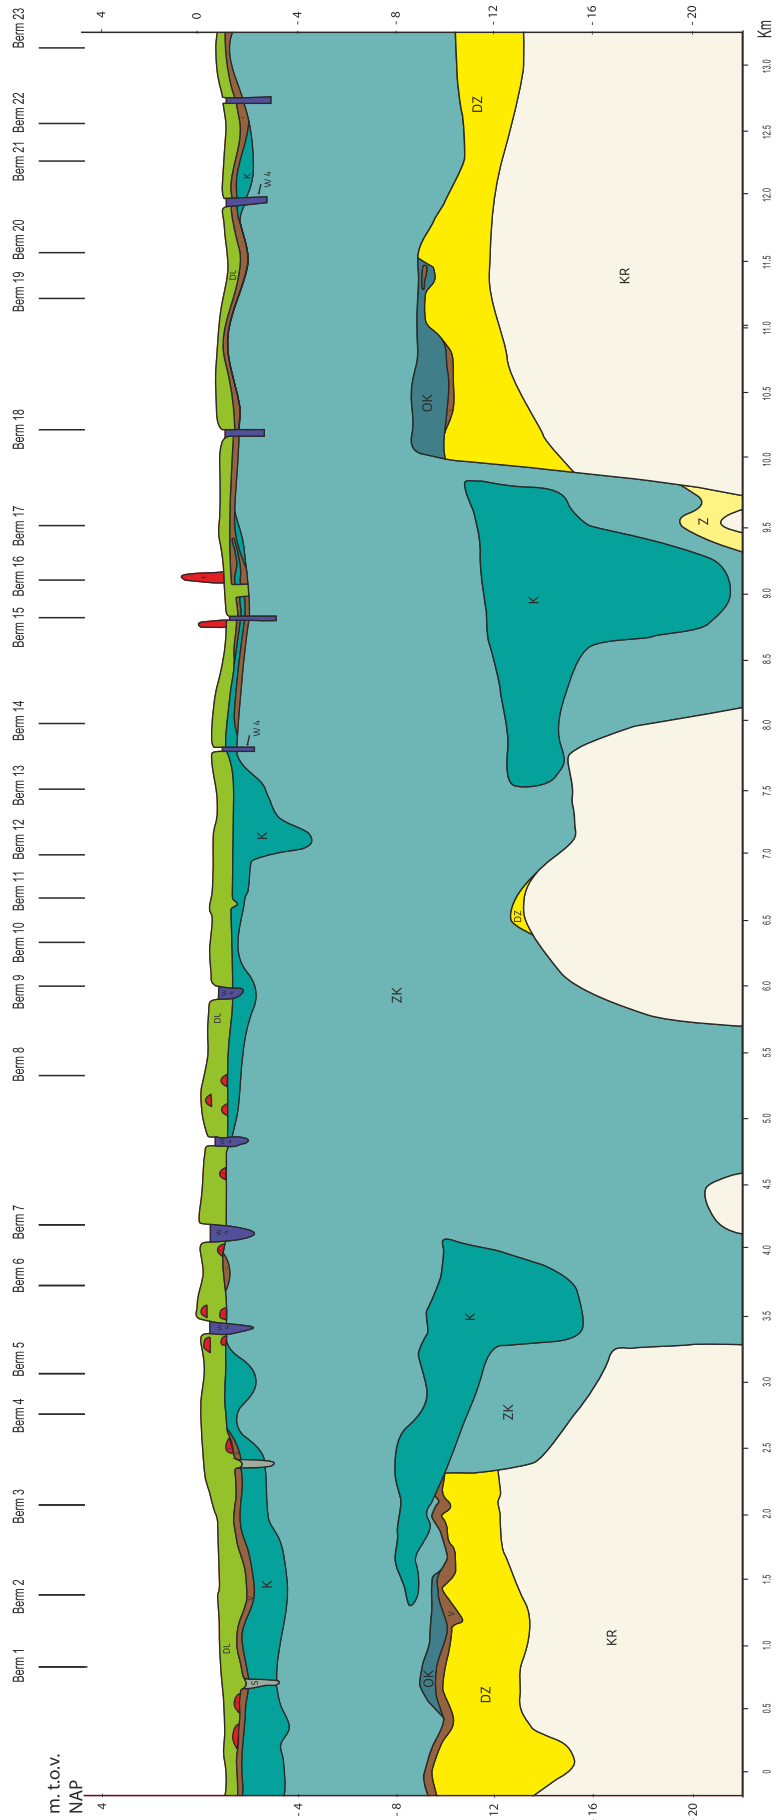 Berm 1 Berm 2 Berm 3 Berm 4 Berm 5 Berm 6 Berm 7 Berm 8 Berm 9 Berm 10 Berm 11 Berm 12 Berm 13 Berm 14 Berm 15 Berm 16 Berm 17 Berm 18 Berm 19 Berm 20 Berm 21 Berm 22 Berm 23
m. t.o.v.
NAP
4 4
0
DL DL DL
V
S
K K K
W 4 W 4
- 4 - 4
- 8 - 8
ZK
OK OK
V
K K
DZ DZ DZ
ZK
- 12 - 12
KR KR
- 16 - 16
Z
- 20 - 20
0 0.5 1.0 1.5 2.0 2.5 3.0 3.5 4.0 4.5 5.0 5.5 6.0 6.5 7.0 7.5 8.0 8.5 9.0 9.5 10.0 10.5 11.0 11.5 12.0 12.5 13.0 Km